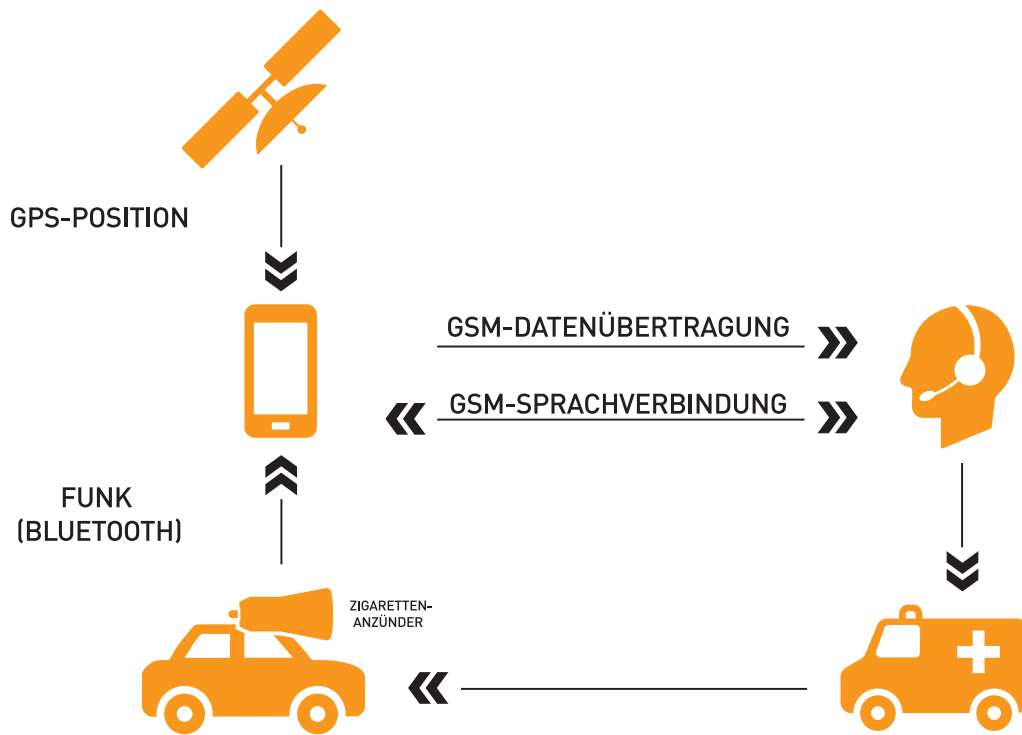 GPS-POSITION
GSM-DATENÜBERTRAGUNG
GSM-SPRACHVERBINDUNG
FUNK
(BLUETOOTH)
ZIGARETTEN-
ANZÜNDER